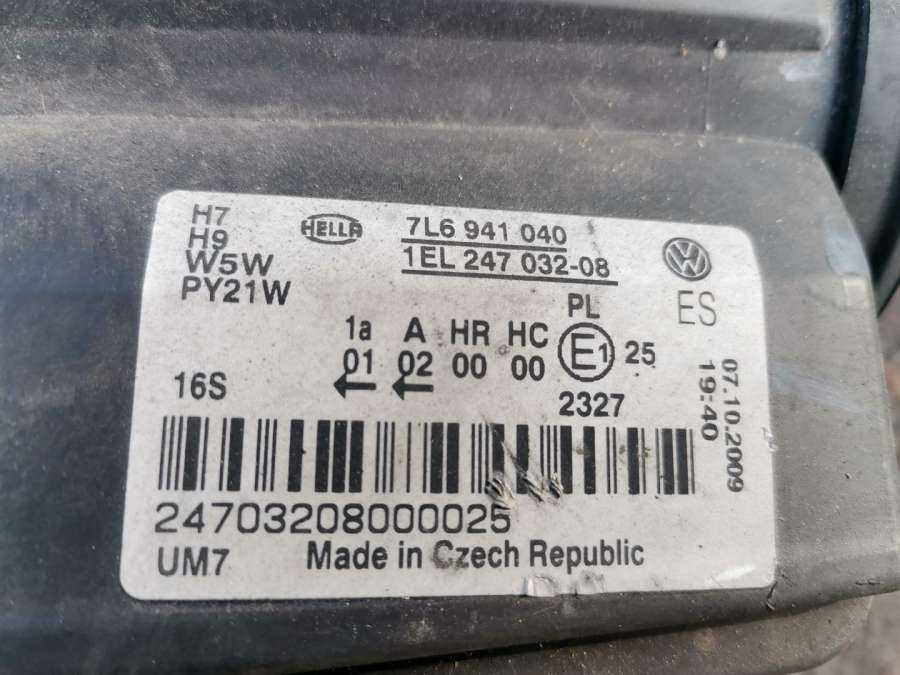 H7
H9
W5W
PY21W
HELLA
7L6 941 040
1EL 247 032-08
VW
ES
1a A HR HC PL
01 02 00 00 E1 25
16S
2327
07.10.2009
19:40
24703208000025
UM7 Made in Czech Republic